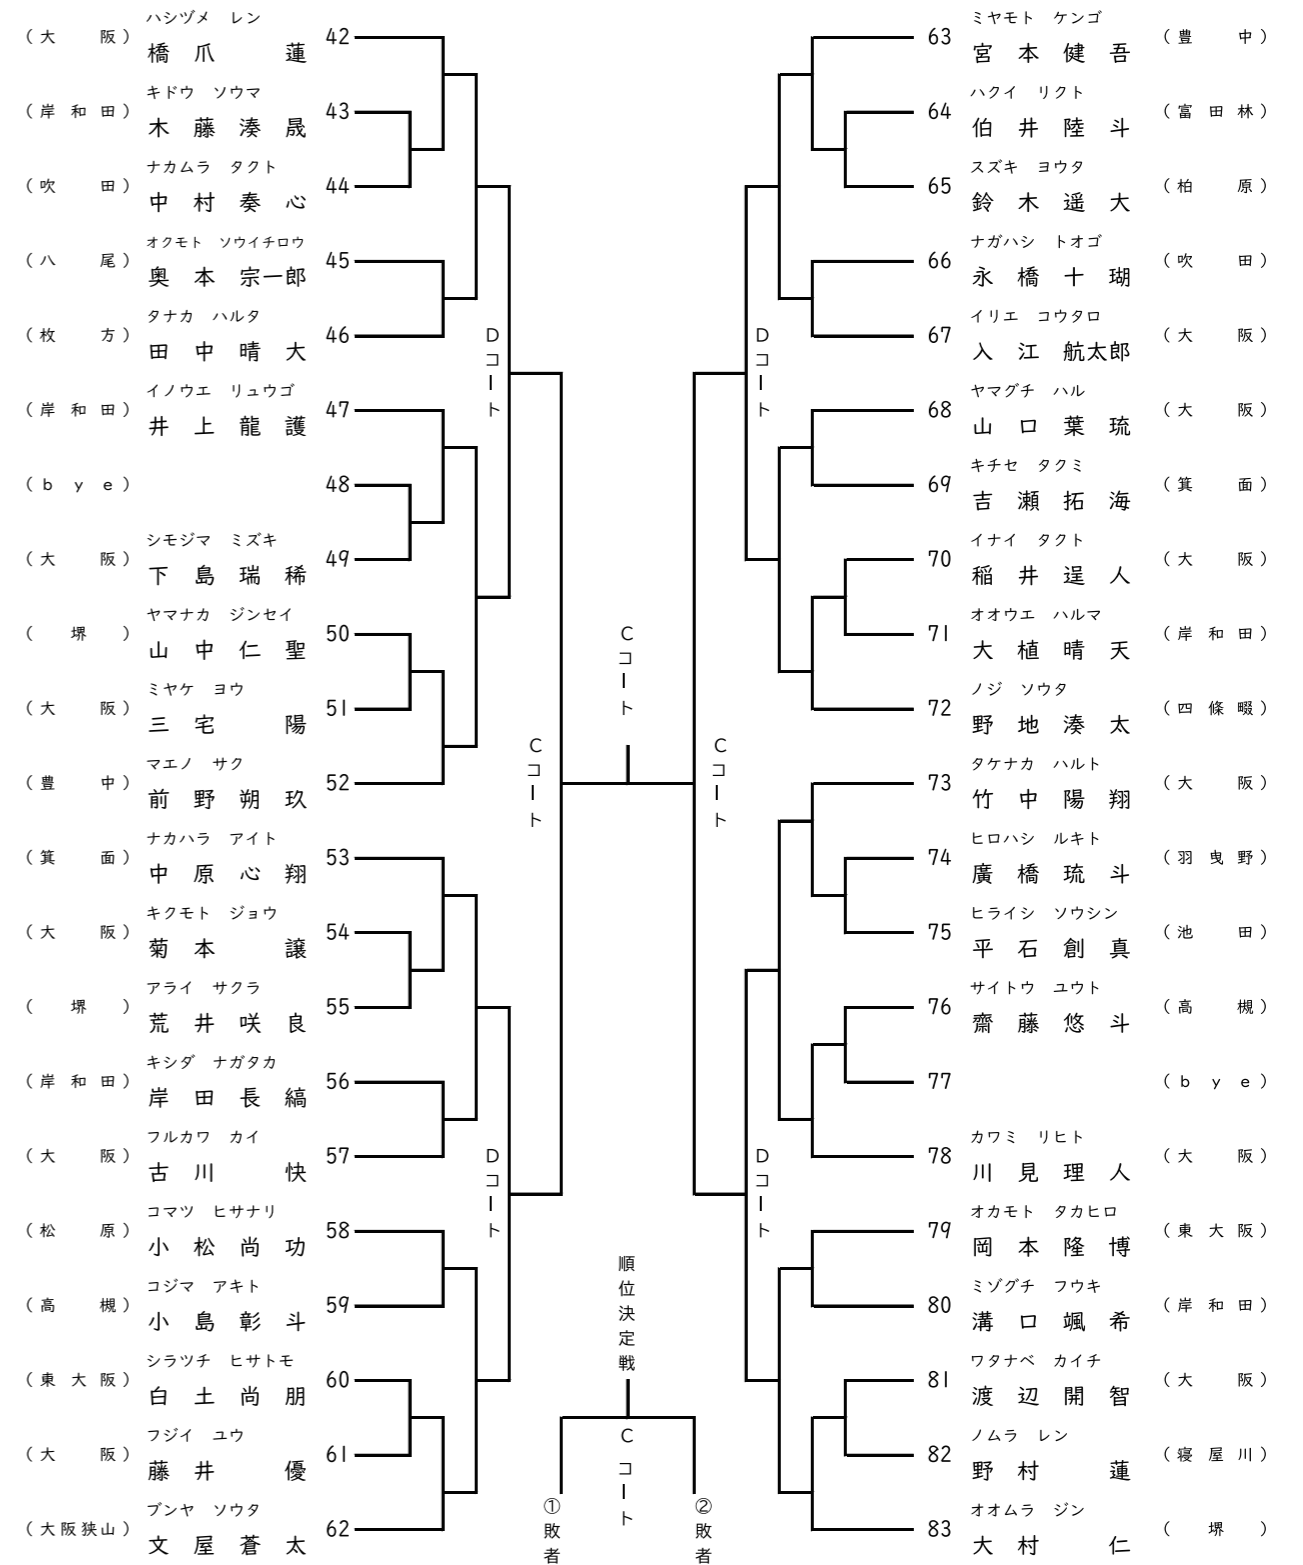 ハシヅメ レン
(大 阪) 橋爪 蓮 42
キドウ ソウマ
(岸和田) 木藤湊晟 43
ナカムラ タクト
(吹 田) 中村奏心 44
オクモト ソウイチロウ
(八 尾) 奥本宗一郎 45
タナカ ハルタ
(枚 方) 田中晴大 46
イノウエ リュウゴ
(岸和田) 井上龍護 47
(bye) 48
シモジマ ミズキ
(大 阪) 下島瑞稀 49
ヤマナカ ジンセイ
(堺) 山中仁聖 50
ミヤケ ヨウ
(大 阪) 三宅 陽 51
マエノ サク
(豊 中) 前野朔玖 52
ナカハラ アイト
(箕 面) 中原心翔 53
キクモト ジョウ
(大 阪) 菊本 譲 54
アライ サクラ
(堺) 荒井咲良 55
キシダ ナガタカ
(岸和田) 岸田長縞 56
フルカワ カイ
(大 阪) 古川 快 57
コマツ ヒサナリ
(松 原) 小松尚功 58
コジマ アキト
(高 槻) 小島彰斗 59
シラツチ ヒサトモ
(東大阪) 白土尚朋 60
フジイ ユウ
(大 阪) 藤井 優 61
ブンヤ ソウタ
(大阪狭山) 文屋蒼太 62
Dコート
Dコート
Cコート
Cコート
Cコート
Dコート
Dコート
順位決定戦
Cコート
①敗者
②敗者
ミヤモト ケンゴ
63 宮本健吾 (豊 中)
ハクイ リクト
64 伯井陸斗 (富田林)
スズキ ヨウタ
65 鈴木遥大 (柏 原)
ナガハシ トオゴ
66 永橋十瑚 (吹 田)
イリエ コウタロ
67 入江航太郎 (大 阪)
ヤマグチ ハル
68 山口葉琉 (大 阪)
キチセ タクミ
69 吉瀬拓海 (箕 面)
イナイ タクト
70 稲井逞人 (大 阪)
オオウエ ハルマ
71 大植晴天 (岸和田)
ノジ ソウタ
72 野地湊太 (四條畷)
タケナカ ハルト
73 竹中陽翔 (大 阪)
ヒロハシ ルキト
74 廣橋琉斗 (羽曳野)
ヒライシ ソウシン
75 平石創真 (池 田)
サイトウ ユウト
76 齋藤悠斗 (高 槻)
77 (bye)
カワミ リヒト
78 川見理人 (大 阪)
オカモト タカヒロ
79 岡本隆博 (東大阪)
ミゾグチ フウキ
80 溝口颯希 (岸和田)
ワタナベ カイチ
81 渡辺開智 (大 阪)
ノムラ レン
82 野村 蓮 (寝屋川)
オオムラ ジン
83 大村 仁 (堺)